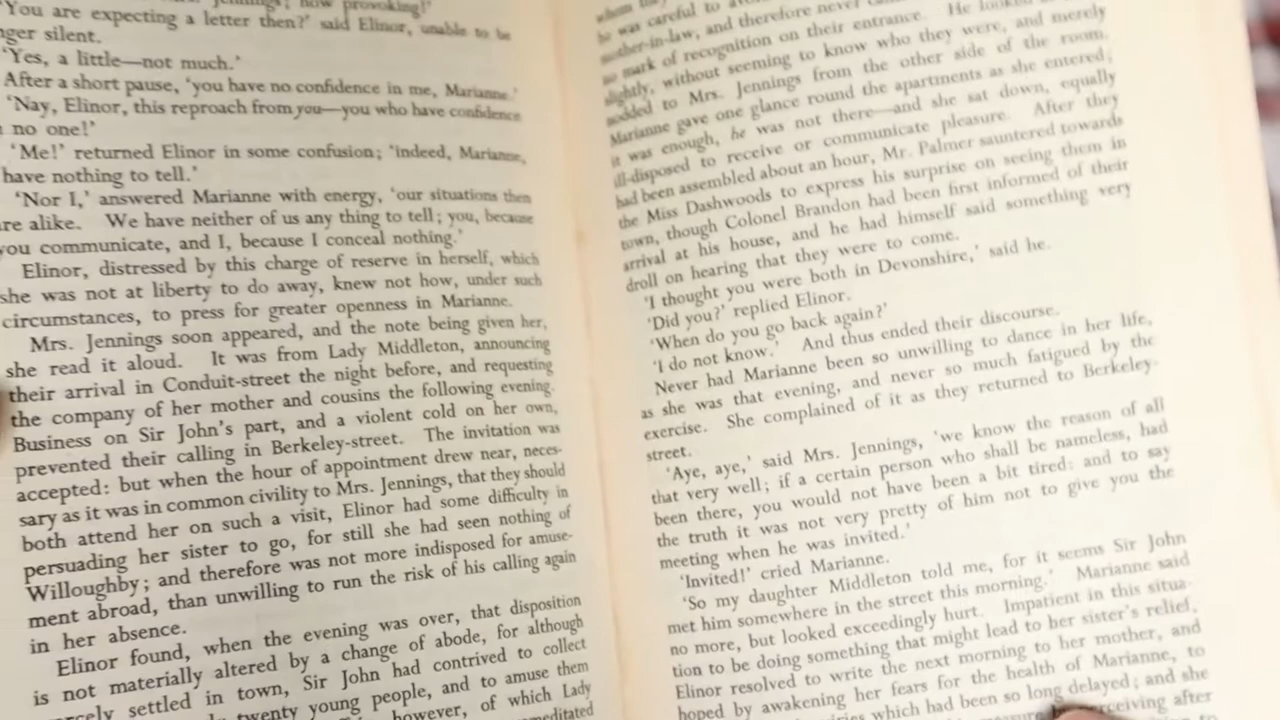 Jennings; how provoking!'
'You are expecting a letter then?' said Elinor, unable to be
nger silent.
'Yes, a little—not much.'
After a short pause, 'you have no confidence in me, Marianne.'
'Nay, Elinor, this reproach from you—you who have confidence
no one!'
'Me!' returned Elinor in some confusion; 'indeed, Marianne,
have nothing to tell.'
'Nor I,' answered Marianne with energy, 'our situations then
re alike. We have neither of us any thing to tell; you, because
you communicate, and I, because I conceal nothing.'
Elinor, distressed by this charge of reserve in herself, which
she was not at liberty to do away, knew not how, under such
circumstances, to press for greater openness in Marianne.
Mrs. Jennings soon appeared, and the note being given her,
she read it aloud. It was from Lady Middleton, announcing
their arrival in Conduit-street the night before, and requesting
the company of her mother and cousins the following evening.
Business on Sir John's part, and a violent cold on her own,
prevented their calling in Berkeley-street. The invitation was
accepted: but when the hour of appointment drew near, neces-
sary as it was in common civility to Mrs. Jennings, that they should
both attend her on such a visit, Elinor had some difficulty in
persuading her sister to go, for still she had seen nothing of
Willoughby; and therefore was not more indisposed for amuse-
ment abroad, than unwilling to run the risk of his calling again
in her absence.
Elinor found, when the evening was over, that disposition
is not materially altered by a change of abode, for although
settled in town, Sir John had contrived to collect
twenty young people, and to amuse them
however, of which Lady
whom they
he was careful to
mother-in-law, and therefore never
no mark of recognition on their entrance. He looked
slightly, without seeming to know who they were, and merely
nodded to Mrs. Jennings from the other side of the room.
Marianne gave one glance round the apartments as she entered;
it was enough, he was not there—and she sat down, equally
ill-disposed to receive or communicate pleasure. After they
had been assembled about an hour, Mr. Palmer sauntered towards
the Miss Dashwoods to express his surprise on seeing them in
town, though Colonel Brandon had been first informed of their
arrival at his house, and he had himself said something very
droll on hearing that they were to come.
'I thought you were both in Devonshire,' said he.
'Did you?' replied Elinor.
'When do you go back again?'
'I do not know.' And thus ended their discourse.
Never had Marianne been so unwilling to dance in her life,
as she was that evening, and never so much fatigued by the
exercise. She complained of it as they returned to Berkeley-
street.
'Aye, aye,' said Mrs. Jennings, 'we know the reason of all
that very well; if a certain person who shall be nameless, had
been there, you would not have been a bit tired: and to say
the truth it was not very pretty of him not to give you the
meeting when he was invited.'
'Invited!' cried Marianne.
'So my daughter Middleton told me, for it seems Sir John
met him somewhere in the street this morning.' Marianne said
no more, but looked exceedingly hurt. Impatient in this situa-
tion to be doing something that might lead to her sister's relief,
Elinor resolved to write the next morning to her mother, and
hoped by awakening her fears for the health of Marianne, to
which had been so long delayed; and she